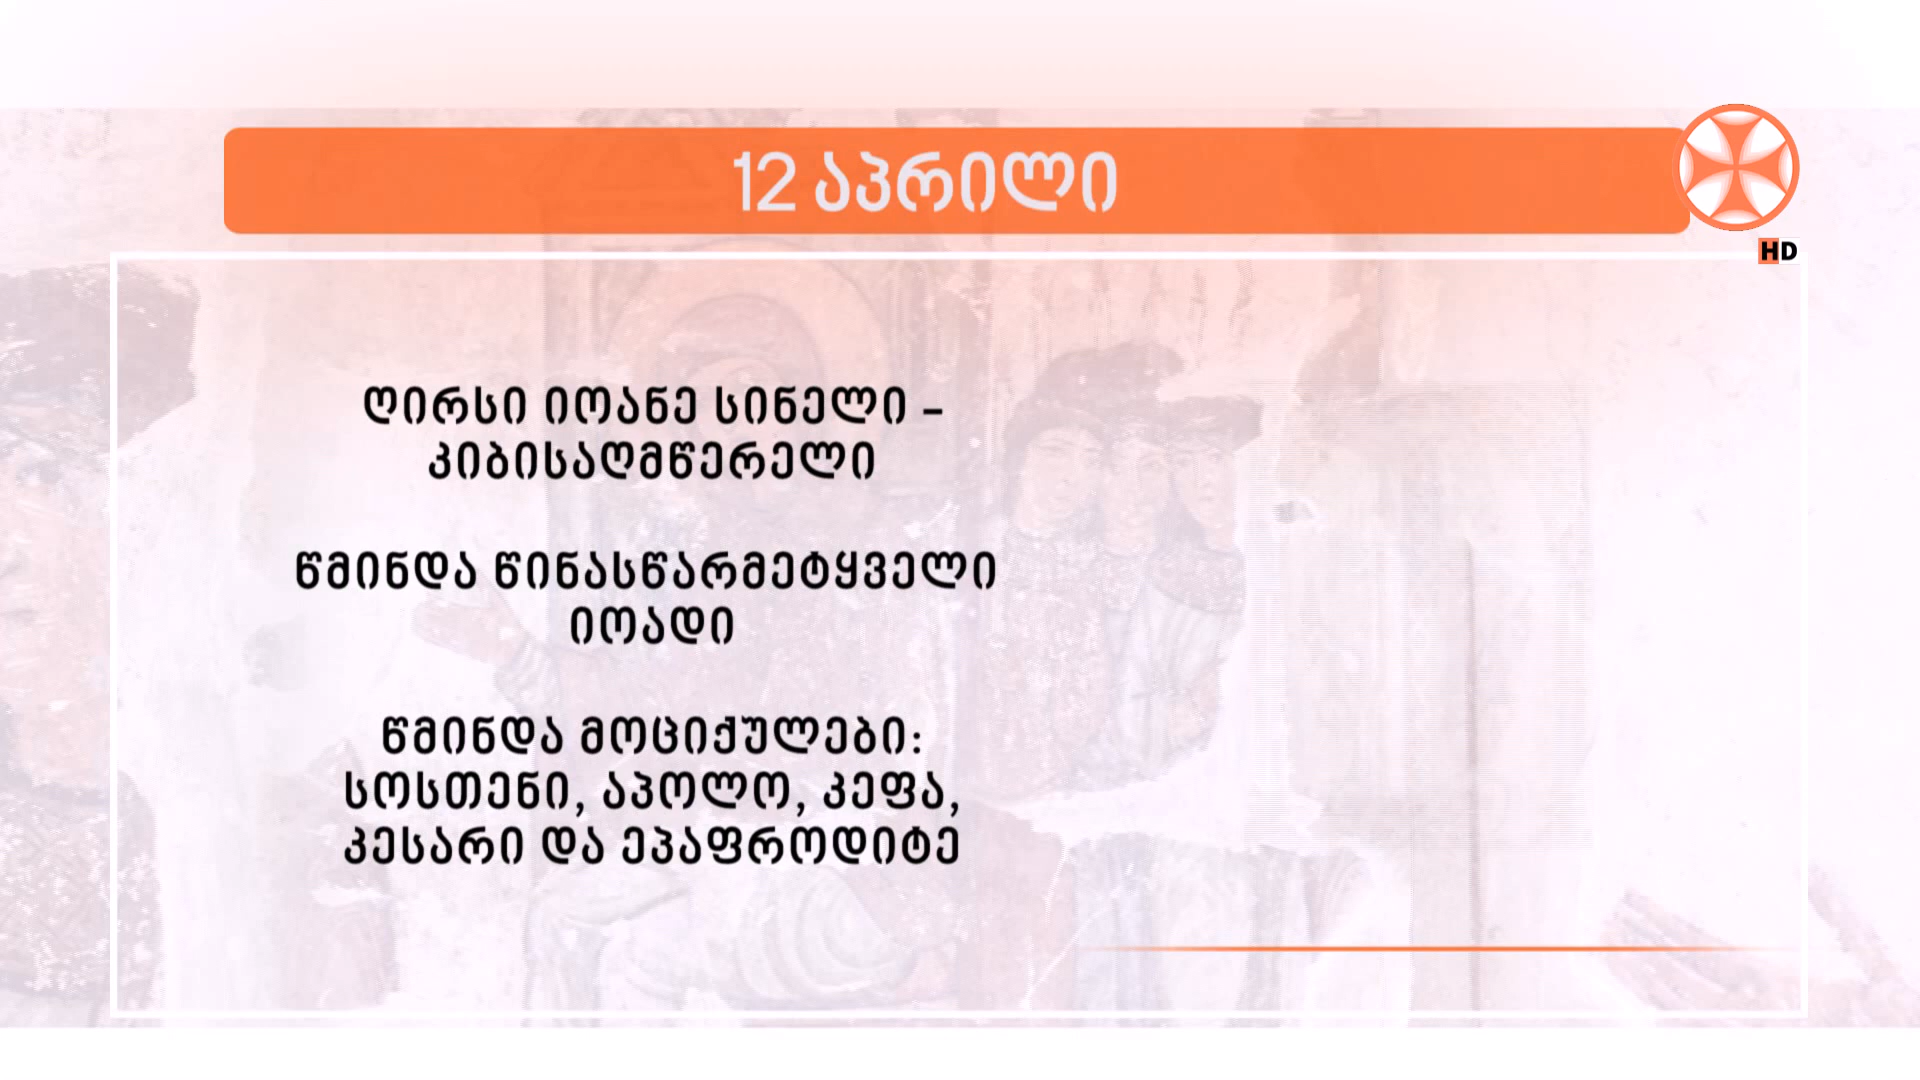 12 აპრილი
HD
ღირსი იოანე სინელი –
კიბისაღმწერელი
წმინდა წინასწარმეტყველი
იოადი
წმინდა მოციქულები:
სოსთენი, აპოლო, კეფა,
კესარი და ეპაფროდიტე